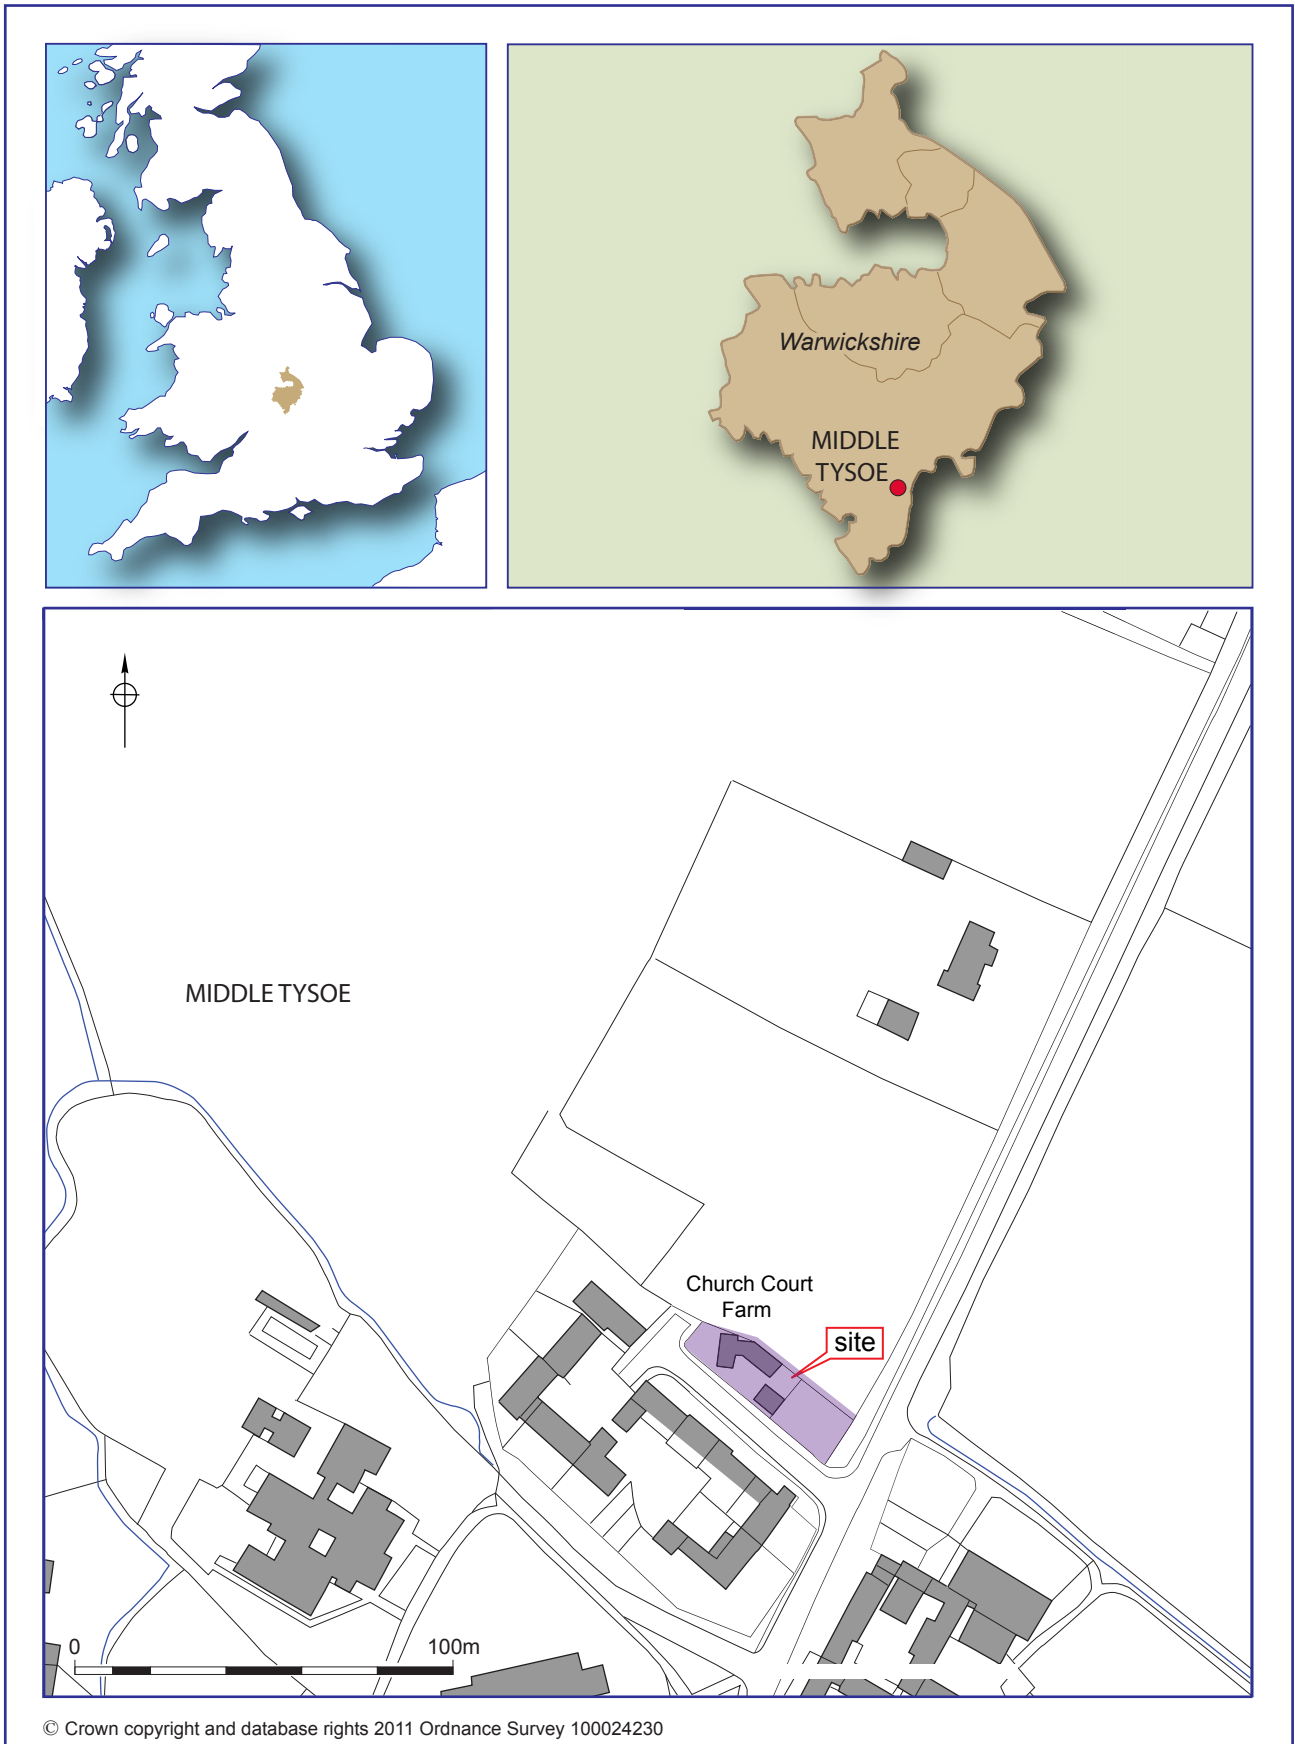 Warwickshire
MIDDLE
TYSOE
MIDDLE TYSOE
Church Court
Farm
site
0
100m
© Crown copyright and database rights 2011 Ordnance Survey 100024230